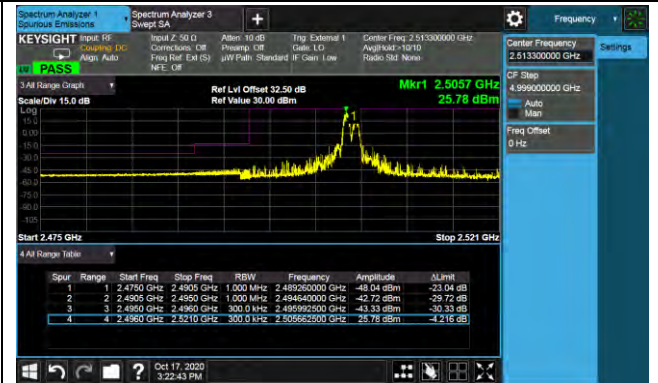 Spectrum Analyzer 1
Spurious Emissions
Spectrum Analyzer 3
Swept SA
+
Frequency
KEYSIGHT
Input: RF
Coupling: DC
Align: Auto
Input Z: 50 Ω
Corrections: Off
Freq Ref: Ext (S)
NFE: Off
Atten: 10 dB
Preamp: Off
µW Path: Standard
Trig: External 1
Gate: LO
IF Gain: Low
Center Freq: 2.513300000 GHz
Avg|Hold:>10/10
Radio Std: None
PASS
3 All Range Graph
Scale/Div 15.0 dB
Ref Lvl Offset 32.50 dB
Ref Value 30.00 dBm
Mkr1 2.5057 GHz
25.78 dBm
Log
15.0
0.00
-15.0
-30.0
-45.0
-60.0
-75.0
-90.0
-105
1
Start 2.475 GHz
Stop 2.521 GHz
4 All Range Table
Spur Range Start Freq Stop Freq RBW Frequency Amplitude ΔLimit
1 1 2.4750 GHz 2.4905 GHz 1.000 MHz 2.489260000 GHz -48.04 dBm -23.04 dB
2 2 2.4905 GHz 2.4950 GHz 1.000 MHz 2.494640000 GHz -42.72 dBm -29.72 dB
3 3 2.4950 GHz 2.4960 GHz 300.0 kHz 2.495992500 GHz -43.33 dBm -30.33 dB
4 4 2.4960 GHz 2.5210 GHz 300.0 kHz 2.505662500 GHz 25.78 dBm -4.216 dB
Center Frequency
2.513300000 GHz
Settings
CF Step
4.999000000 GHz
Auto
Man
Freq Offset
0 Hz
?
Oct 17, 2020
3:22:43 PM